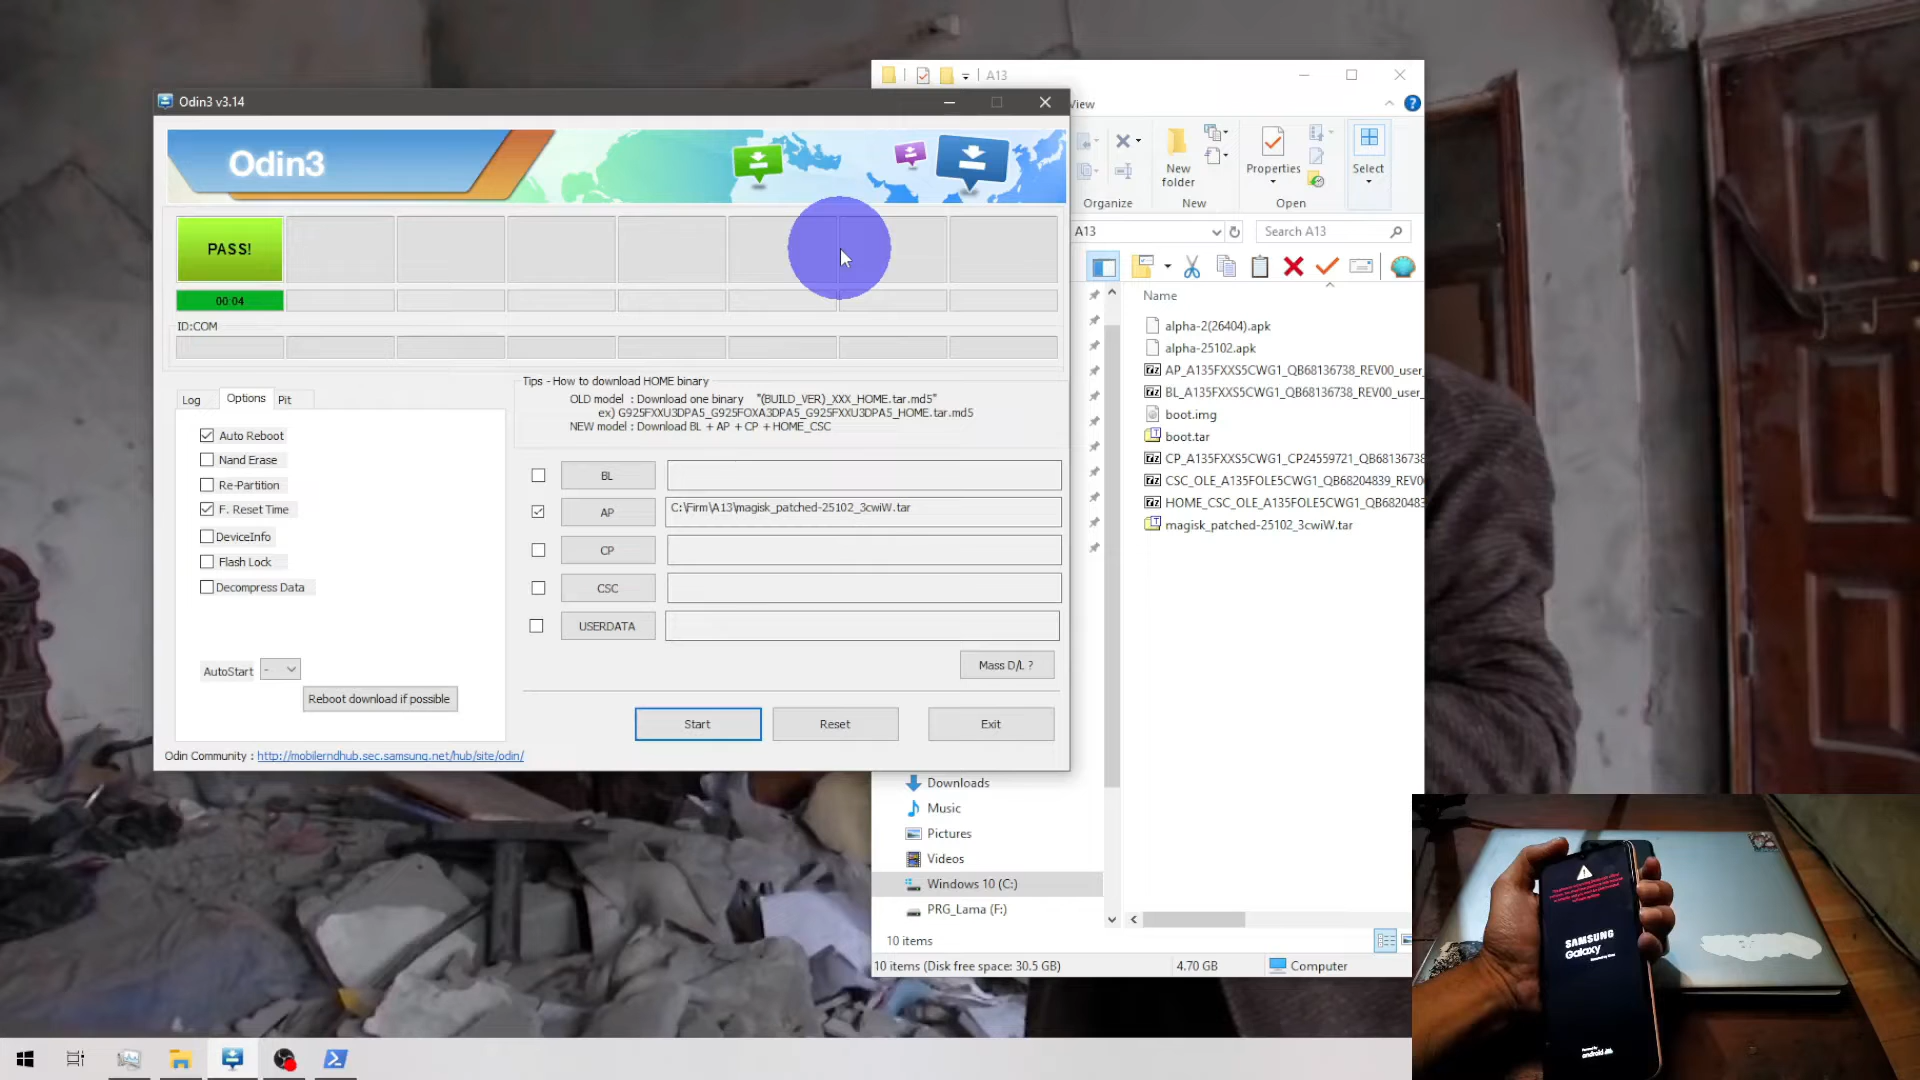 Odin3 v3.14
Odin3
PASS!
00:04
ID:COM
Log
Options
Pit
Auto Reboot
Nand Erase
Re-Partition
F. Reset Time
DeviceInfo
Flash Lock
Decompress Data
AutoStart
-
Reboot download if possible
Tips - How to download HOME binary
OLD model : Download one binary "(BUILD_VER)_XXX_HOME.tar.md5"
ex) G925FXXU3DPA5_G925FOXA3DPA5_G925FXXU3DPA5_HOME.tar.md5
NEW model : Download BL + AP + CP + HOME_CSC
BL
AP
C:\Firm\A13\magisk_patched-25102_3cwiW.tar
CP
CSC
USERDATA
Mass D/L ?
Start
Reset
Exit
Odin Community : http://mobilerndhub.sec.samsung.net/hub/site/odin/
A13
View
New folder
Properties
Select
Organize
New
Open
A13
Search A13
Name
alpha-2(26404).apk
alpha-25102.apk
AP_A135FXXS5CWG1_QB68136738_REV00_user_
BL_A135FXXS5CWG1_QB68136738_REV00_user_
boot.img
boot.tar
CP_A135FXXS5CWG1_CP24559721_QB68136738
CSC_OLE_A135FOLE5CWG1_QB68204839_REV0
HOME_CSC_OLE_A135FOLE5CWG1_QB6820483
magisk_patched-25102_3cwiW.tar
Downloads
Music
Pictures
Videos
Windows 10 (C:)
PRG_Lama (F:)
10 items
10 items (Disk free space: 30.5 GB)
4.70 GB
Computer
SAMSUNG
Galaxy
android